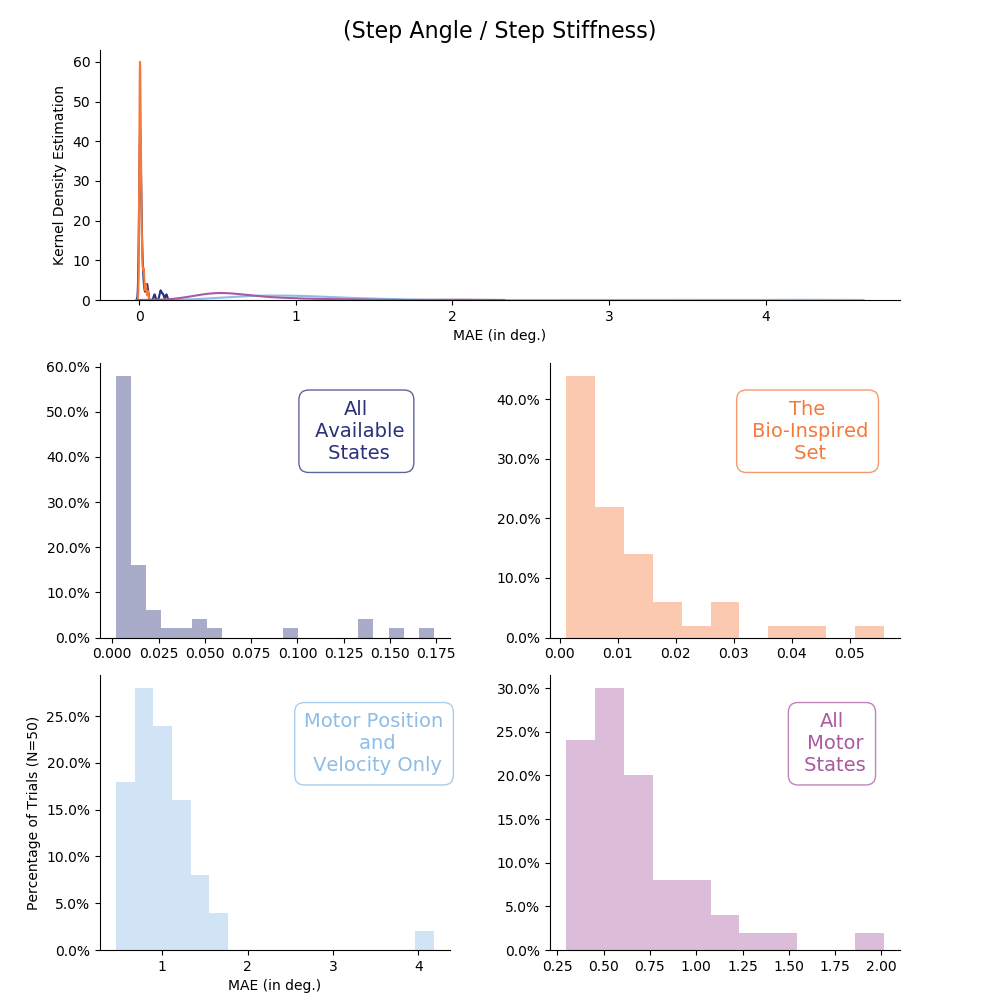 (Step Angle / Step Stiffness)
60
50
40
30
20
10
0
Kernel Density Estimation
0 1 2 3 4
MAE (in deg.)
60.0%
50.0%
40.0%
30.0%
20.0%
10.0%
0.0%
All
Available
States
0.000 0.025 0.050 0.075 0.100 0.125 0.150 0.175
40.0%
30.0%
20.0%
10.0%
0.0%
The
Bio-Inspired
Set
0.00 0.01 0.02 0.03 0.04 0.05
Percentage of Trials (N=50)
25.0%
20.0%
15.0%
10.0%
5.0%
0.0%
Motor Position
and
Velocity Only
1 2 3 4
MAE (in deg.)
30.0%
25.0%
20.0%
15.0%
10.0%
5.0%
0.0%
All
Motor
States
0.25 0.50 0.75 1.00 1.25 1.50 1.75 2.00